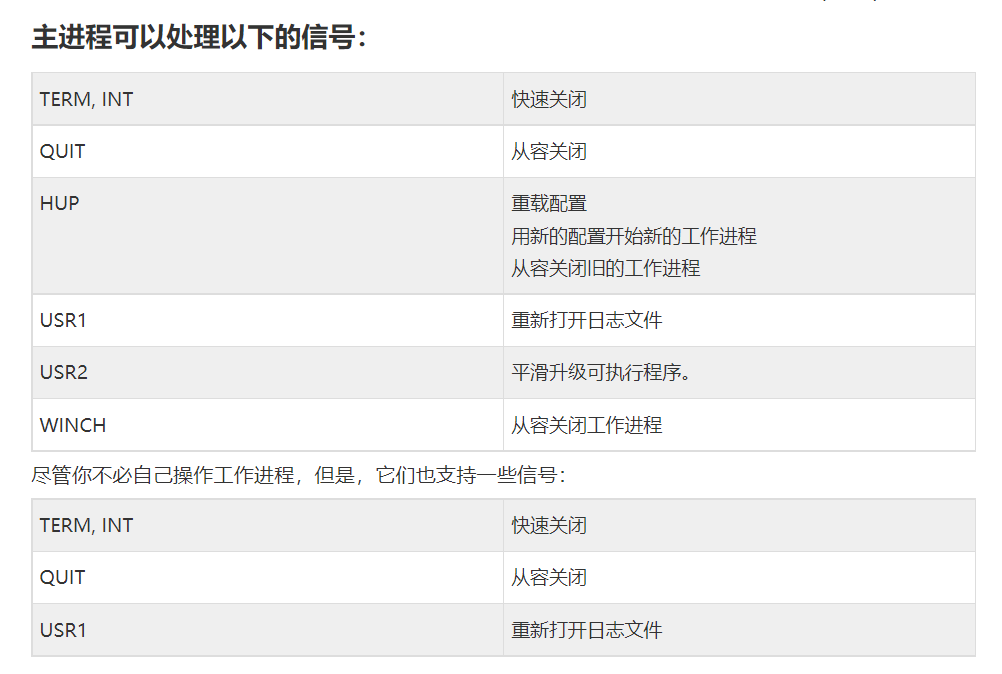 主进程可以处理以下的信号：
TERM, INT 快速关闭
QUIT 从容关闭
HUP 重载配置
用新的配置开始新的工作进程
从容关闭旧的工作进程
USR1 重新打开日志文件
USR2 平滑升级可执行程序。
WINCH 从容关闭工作进程
尽管你不必自己操作工作进程，但是，它们也支持一些信号：
TERM, INT 快速关闭
QUIT 从容关闭
USR1 重新打开日志文件